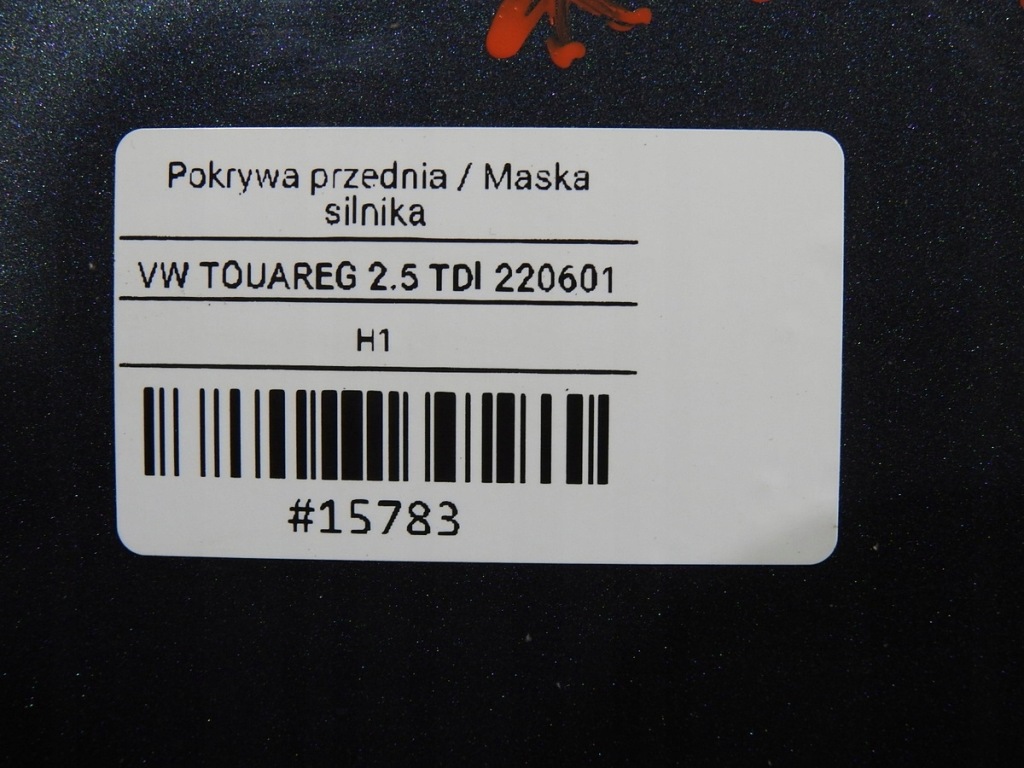 Pokrywa przednia / Maska
silnika
VW TOUAREG 2.5 TDI 220601
H1
#15783